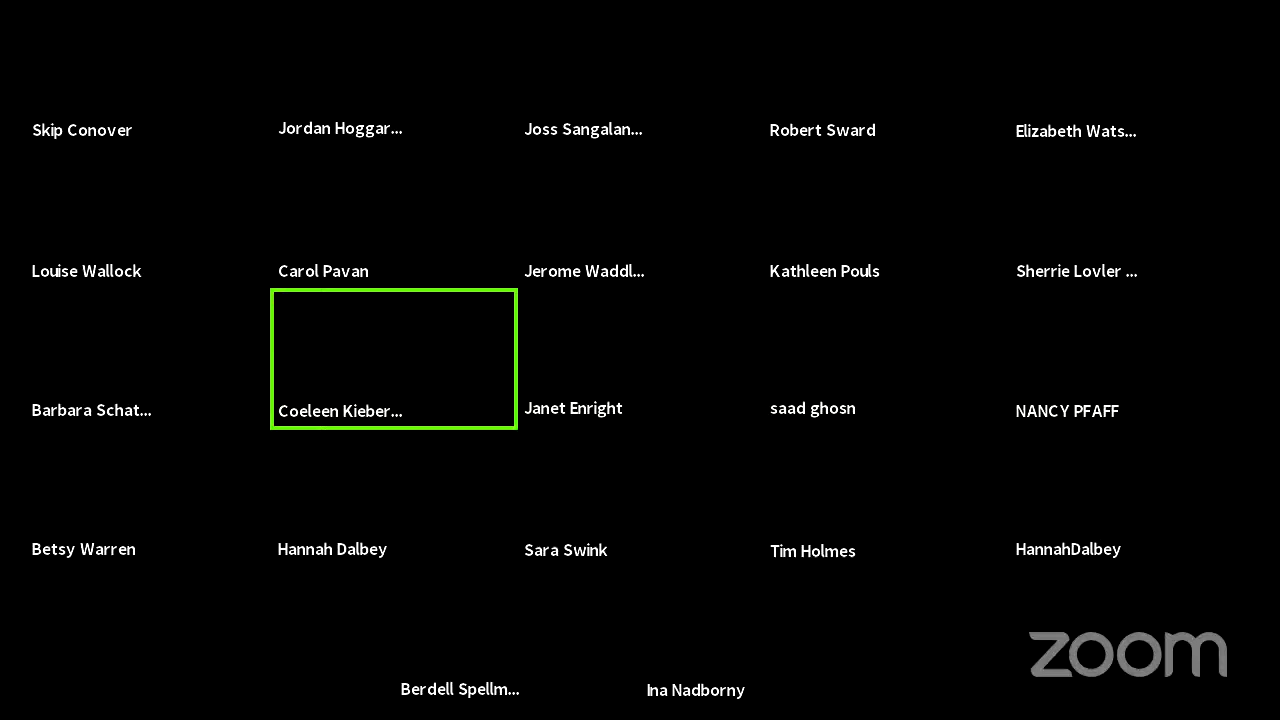 Skip Conover
Jordan Hoggar...
Joss Sangalan...
Robert Sward
Elizabeth Wats...
Louise Wallock
Carol Pavan
Jerome Waddl...
Kathleen Pouls
Sherrie Lovler ...
Barbara Schat...
Coeleen Kieber...
Janet Enright
saad ghosn
NANCY PFAFF
Betsy Warren
Hannah Dalbey
Sara Swink
Tim Holmes
HannahDalbey
zoom
Berdell Spellm...
Ina Nadborny